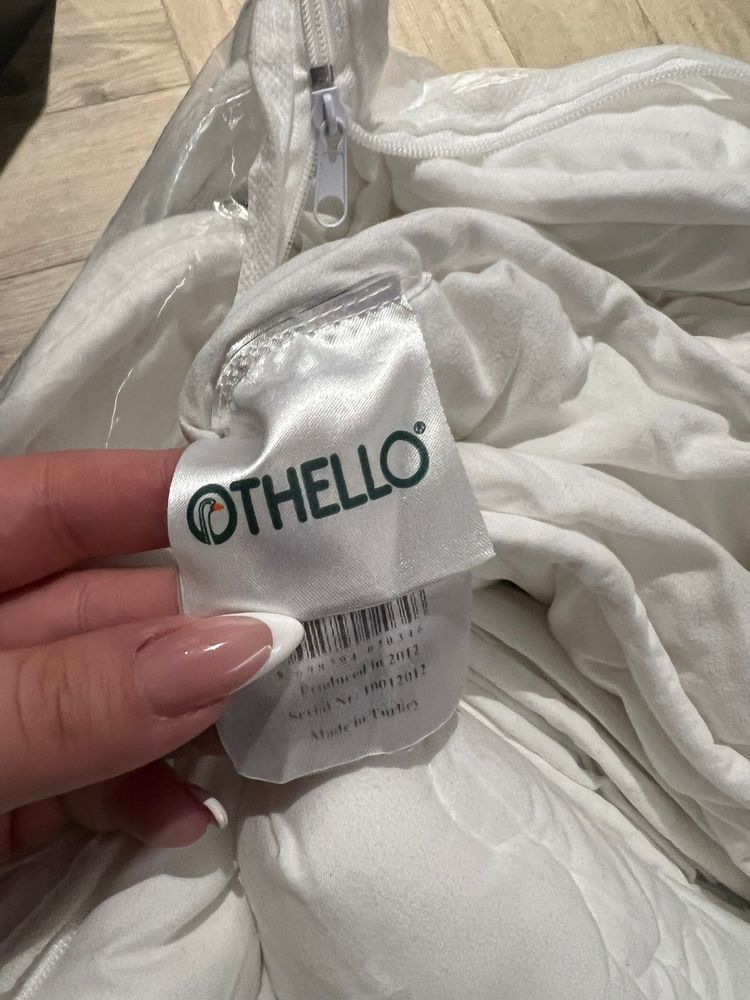 OTHELLO®
Produced in 2012
Serial Nr: 10012012
Made in Turkey